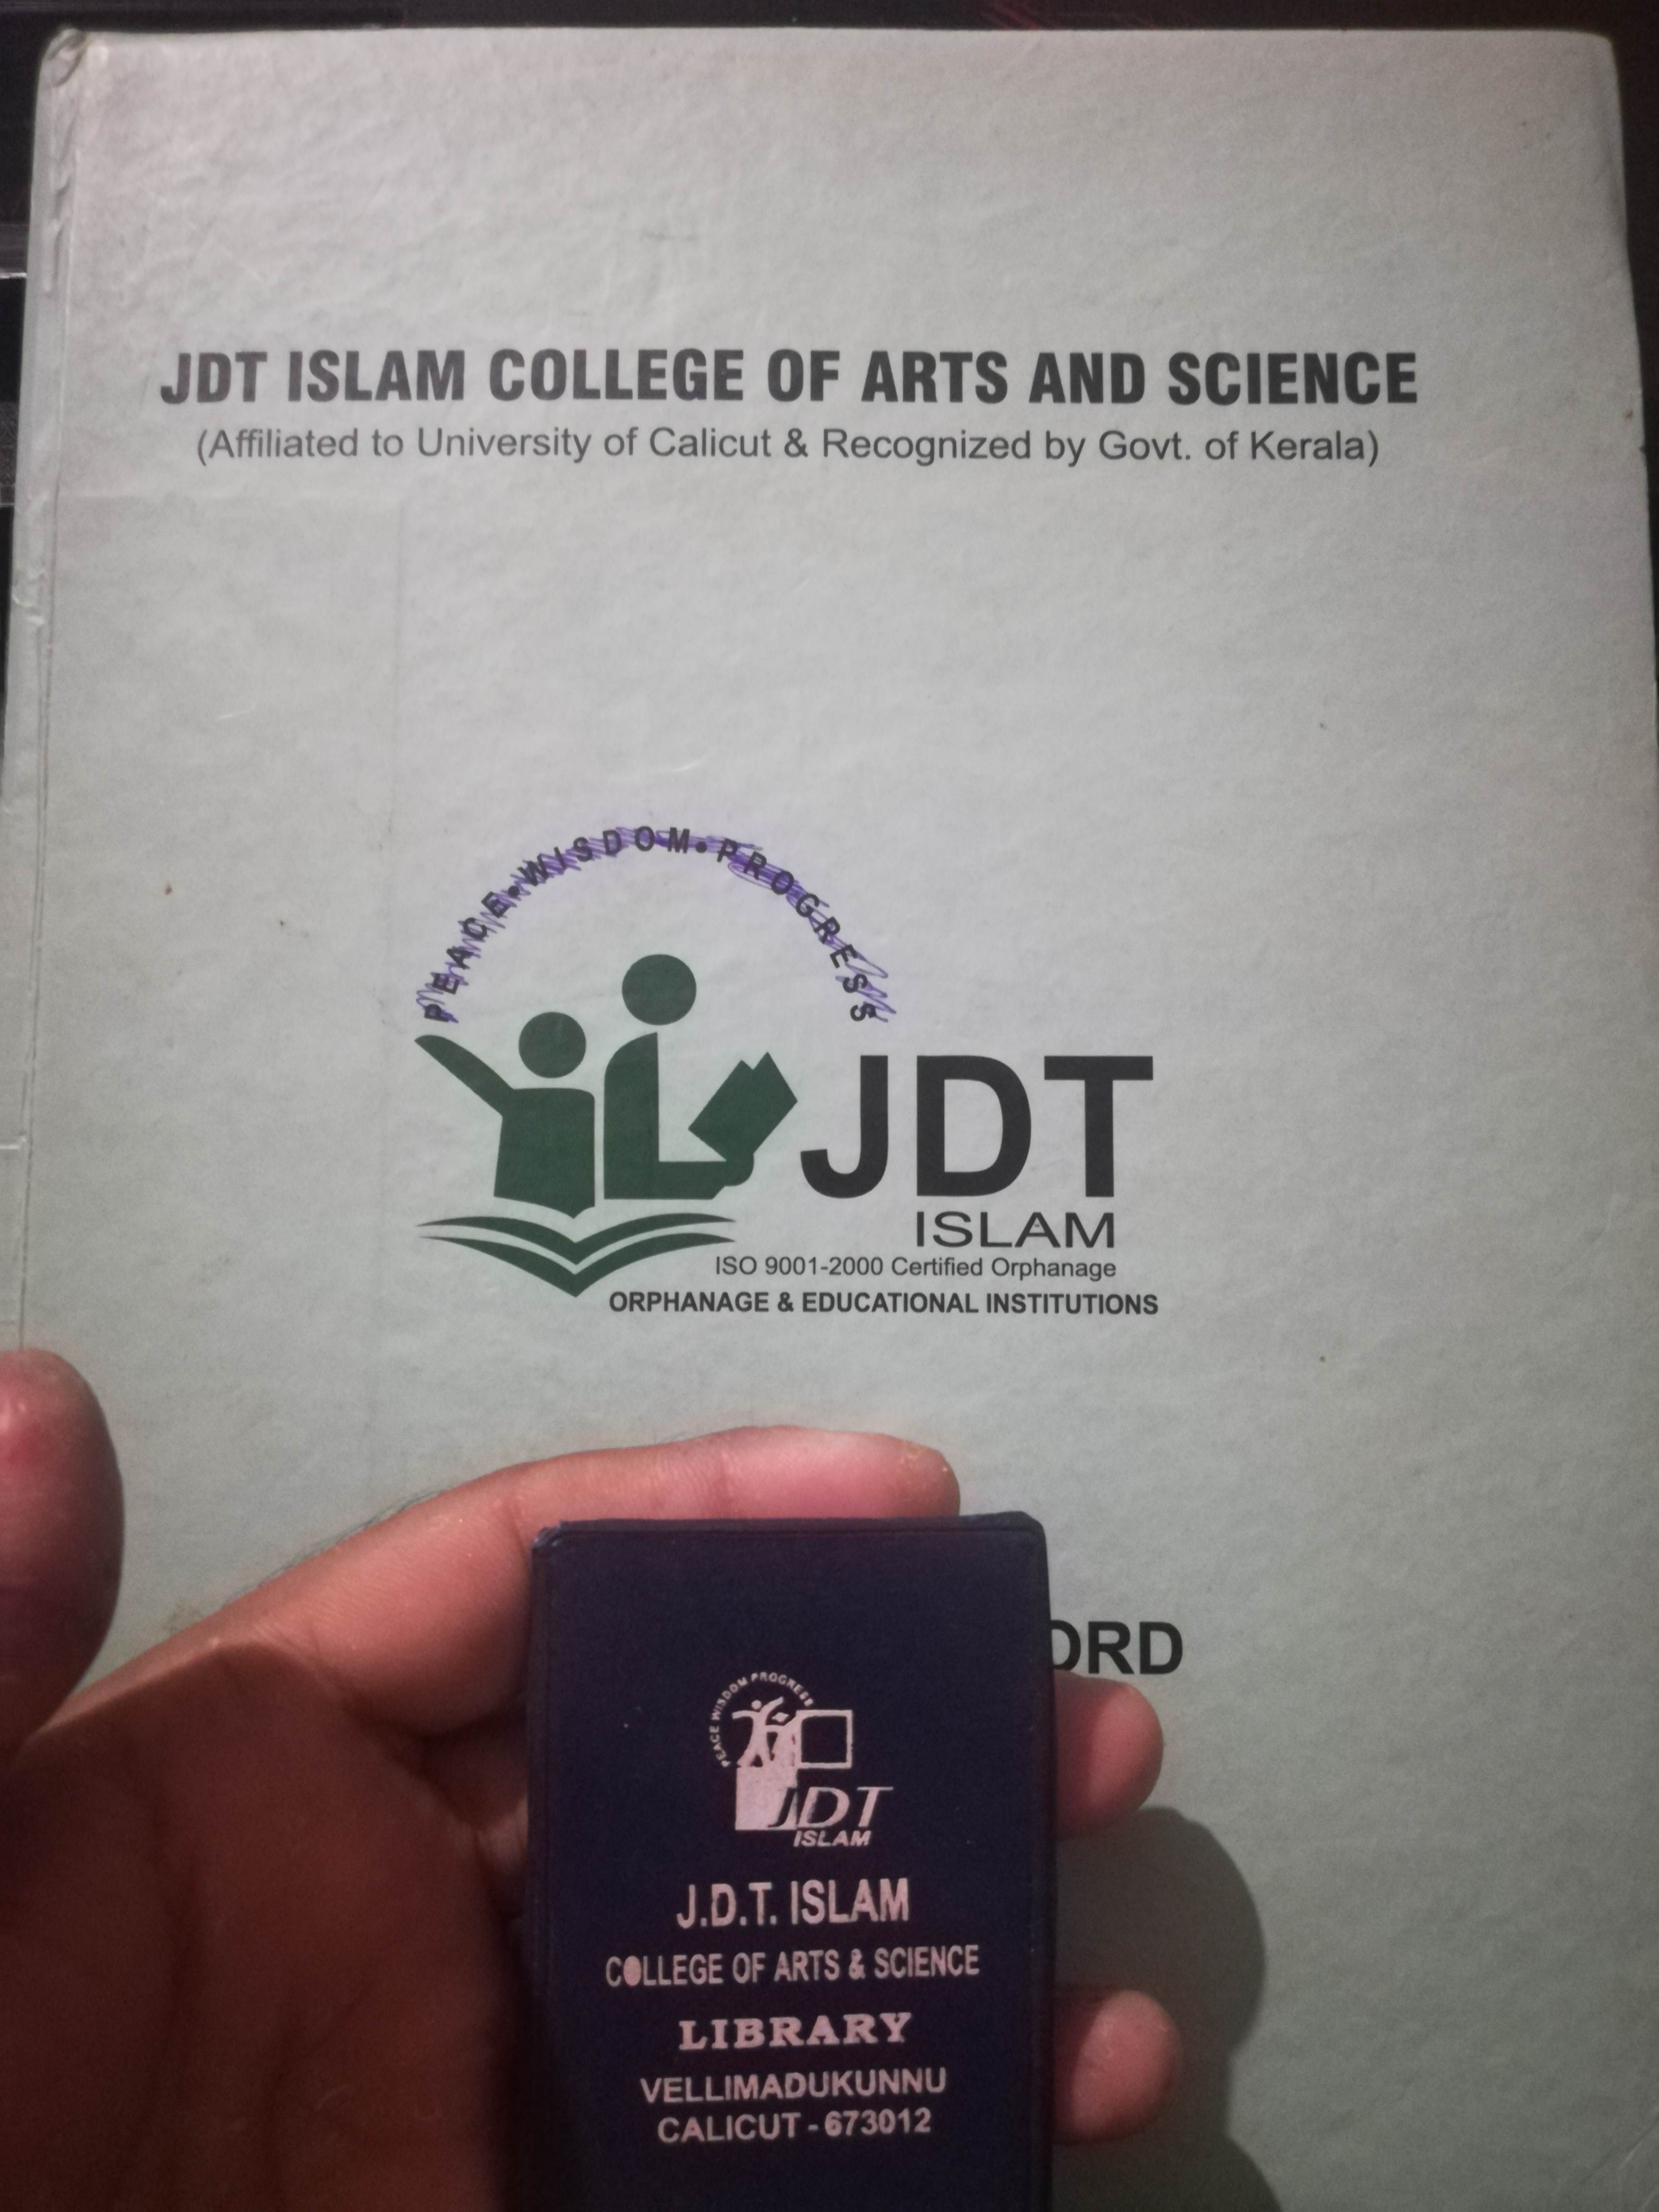 JDT ISLAM COLLEGE OF ARTS AND SCIENCE
(Affiliated to University of Calicut & Recognized by Govt. of Kerala)
PEACE•WISDOM•PROGRESS
JDT
ISLAM
ISO 9001-2000 Certified Orphanage
ORPHANAGE & EDUCATIONAL INSTITUTIONS
ORD
PEACE WISDOM PROGRESS
JDT
ISLAM
J.D.T. ISLAM
COLLEGE OF ARTS & SCIENCE
LIBRARY
VELLIMADUKUNNU
CALICUT - 673012